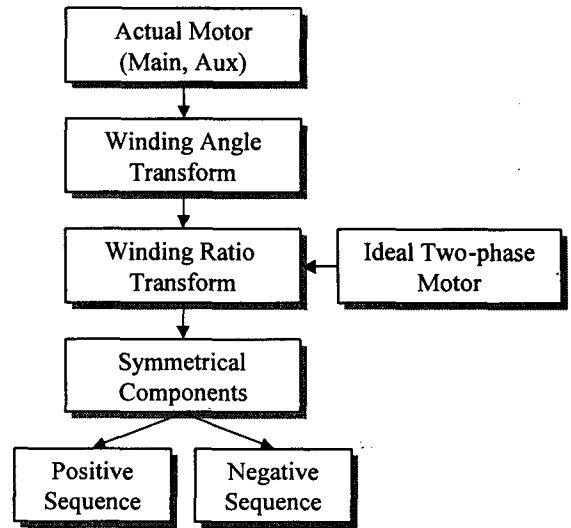 Actual Motor
(Main, Aux)
Winding Angle
Transform
Winding Ratio
Transform
Ideal Two-phase
Motor
Symmetrical
Components
Positive
Sequence
Negative
Sequence